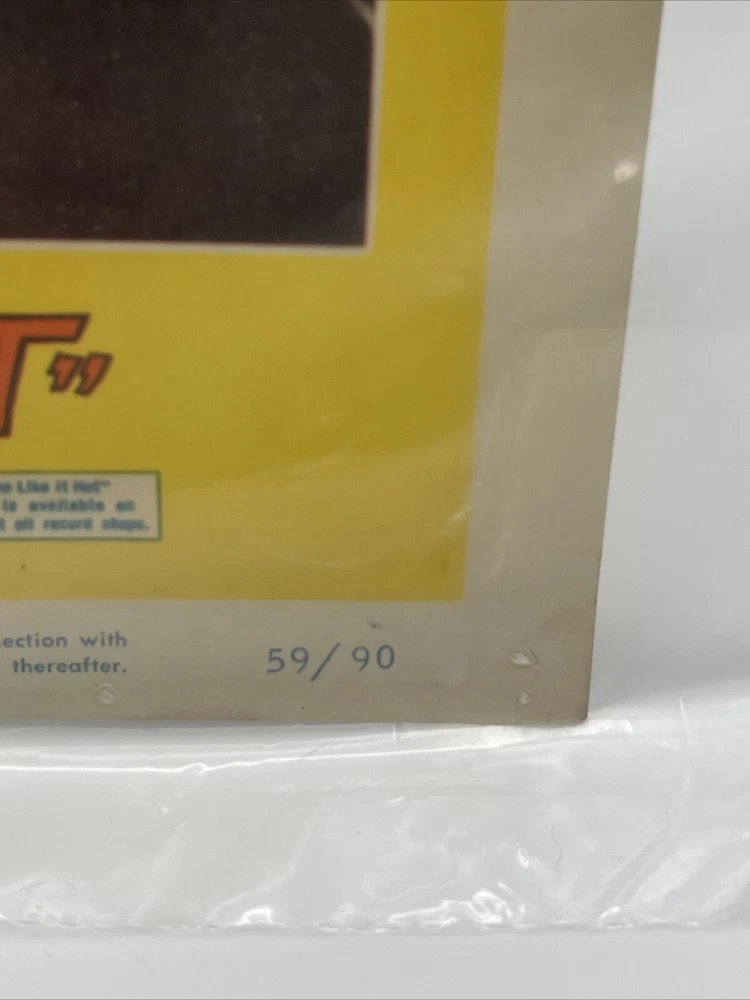 T"
e Like It Hot"
is available on
t all record shops.
ection with
thereafter.
59/90